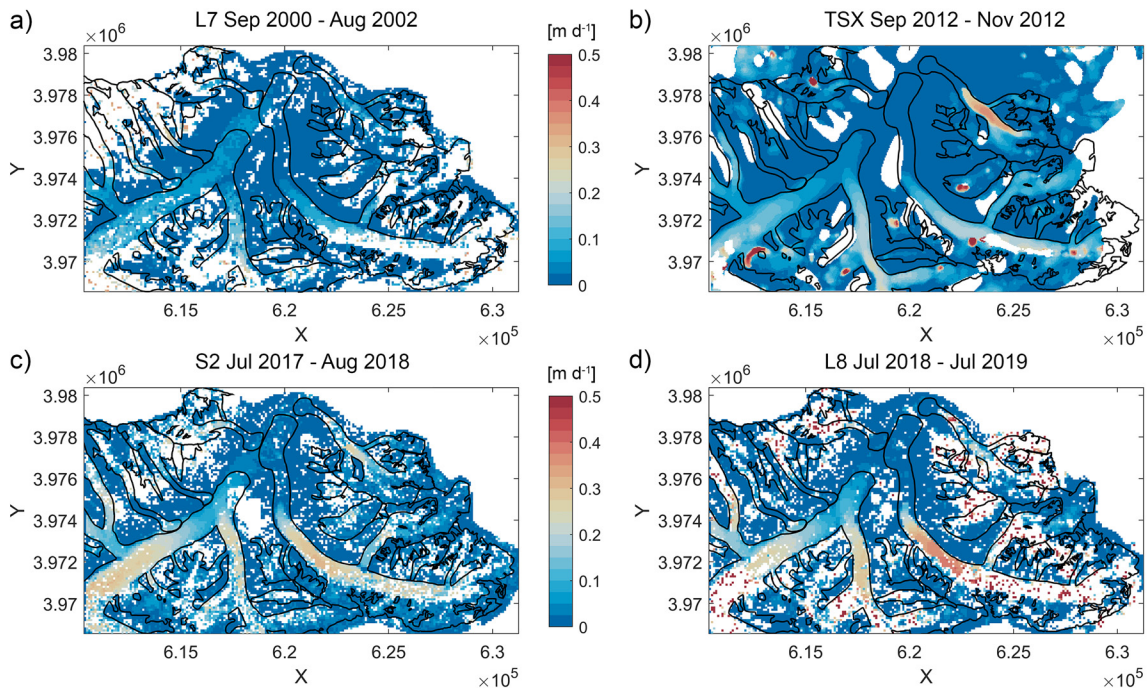 a) L7 Sep 2000 - Aug 2002
×10⁶
[m d⁻¹]
3.98
3.978
3.976
3.974
3.972
3.97
Y
6.15 6.2 6.25 6.3
X
×10⁵
0.5
0.4
0.3
0.2
0.1
0
b) TSX Sep 2012 - Nov 2012
×10⁶
3.98
3.978
3.976
3.974
3.972
3.97
Y
6.15 6.2 6.25 6.3
X
×10⁵
c) S2 Jul 2017 - Aug 2018
×10⁶
[m d⁻¹]
3.98
3.978
3.976
3.974
3.972
3.97
Y
6.15 6.2 6.25 6.3
X
×10⁵
0.5
0.4
0.3
0.2
0.1
0
d) L8 Jul 2018 - Jul 2019
×10⁶
3.98
3.978
3.976
3.974
3.972
3.97
Y
6.15 6.2 6.25 6.3
X
×10⁵